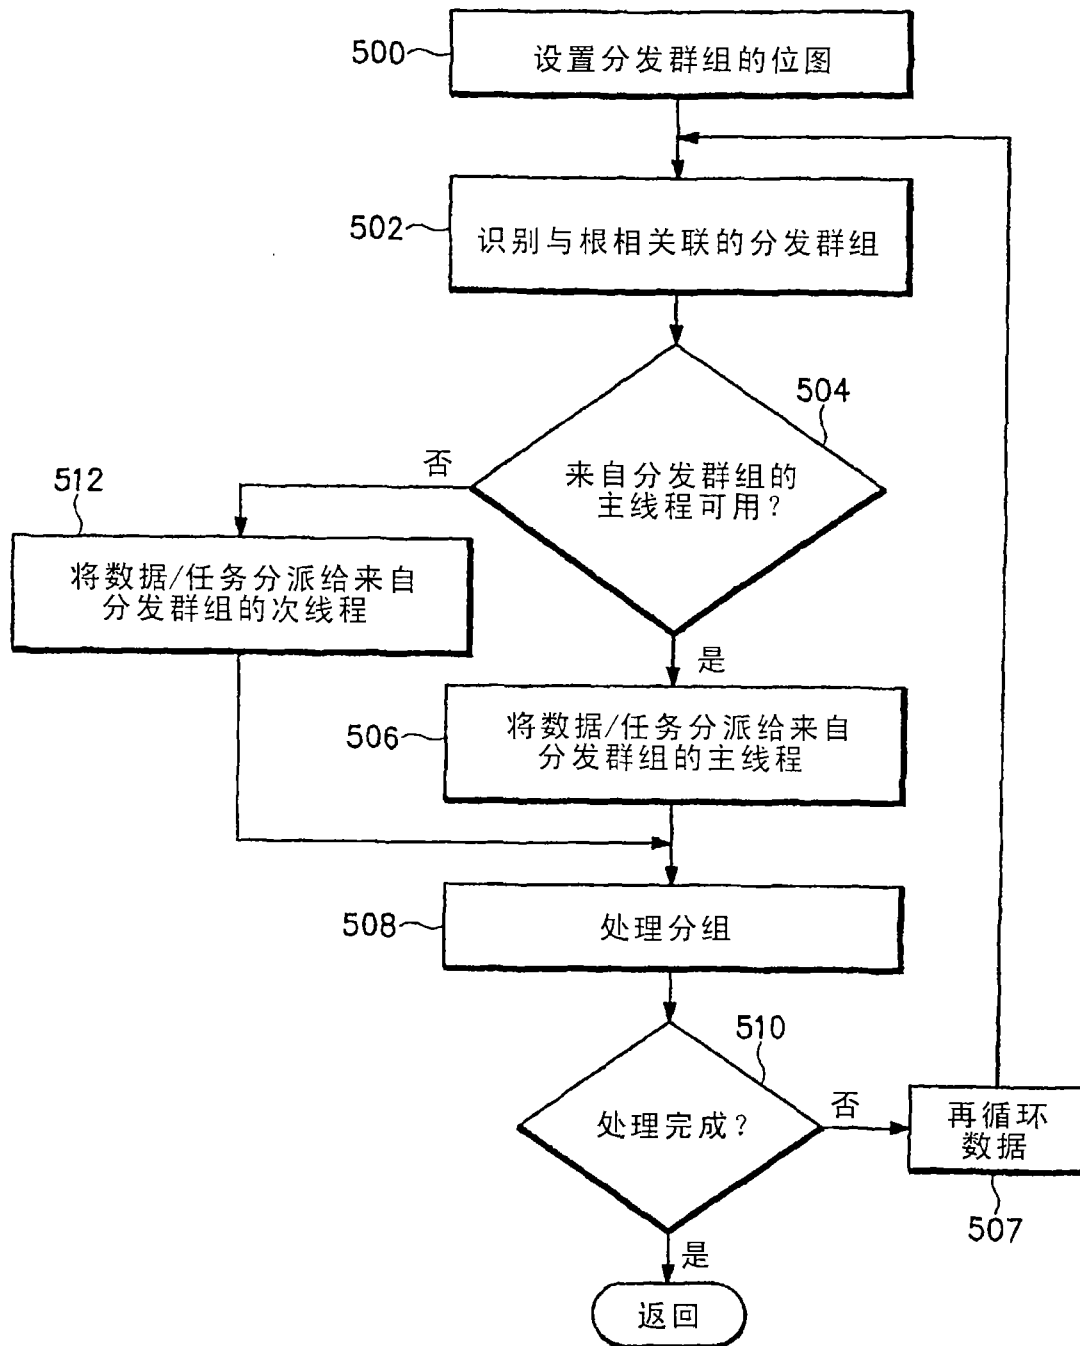 500
设置分发群组的位图
502
识别与根相关联的分发群组
504
来自分发群组的
主线程可用?
否
512
将数据/任务分派给来自
分发群组的次线程
是
506
将数据/任务分派给来自
分发群组的主线程
508
处理分组
510
处理完成?
否
再循环
数据
507
是
返回